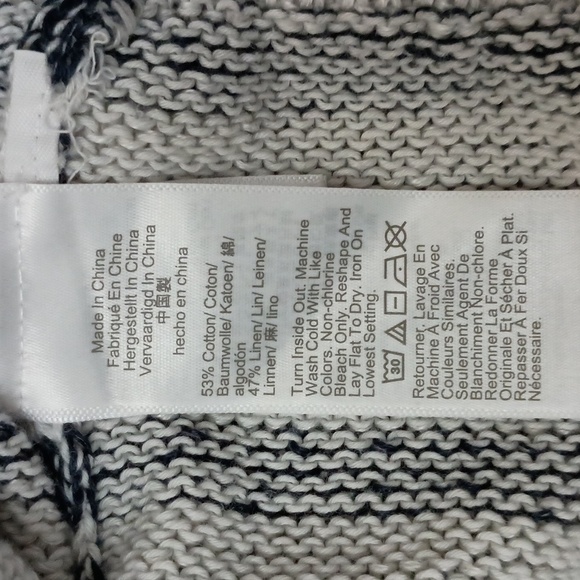 Made In China
Fabriqué En Chine
Hergestellt In China
Vervaardigd In China
中国製
hecho en china
53% Cotton/ Coton/
Baumwolle/ Katoen/ 綿/
algodón
47% Linen/ Lin/ Leinen/
Linnen/ 麻/ lino
Turn Inside Out. Machine
Wash Cold With Like
Colors. Non-chlorine
Bleach Only. Reshape And
Lay Flat To Dry. Iron On
Lowest Setting.
30
Retourner, Lavage En
Machine À Froid Avec
Couleurs Similaires.
Seulement Agent De
Blanchiment Non-chlore.
Redonner La Forme
Originale Et Sécher À Plat.
Repasser À Fer Doux Si
Nécessaire.